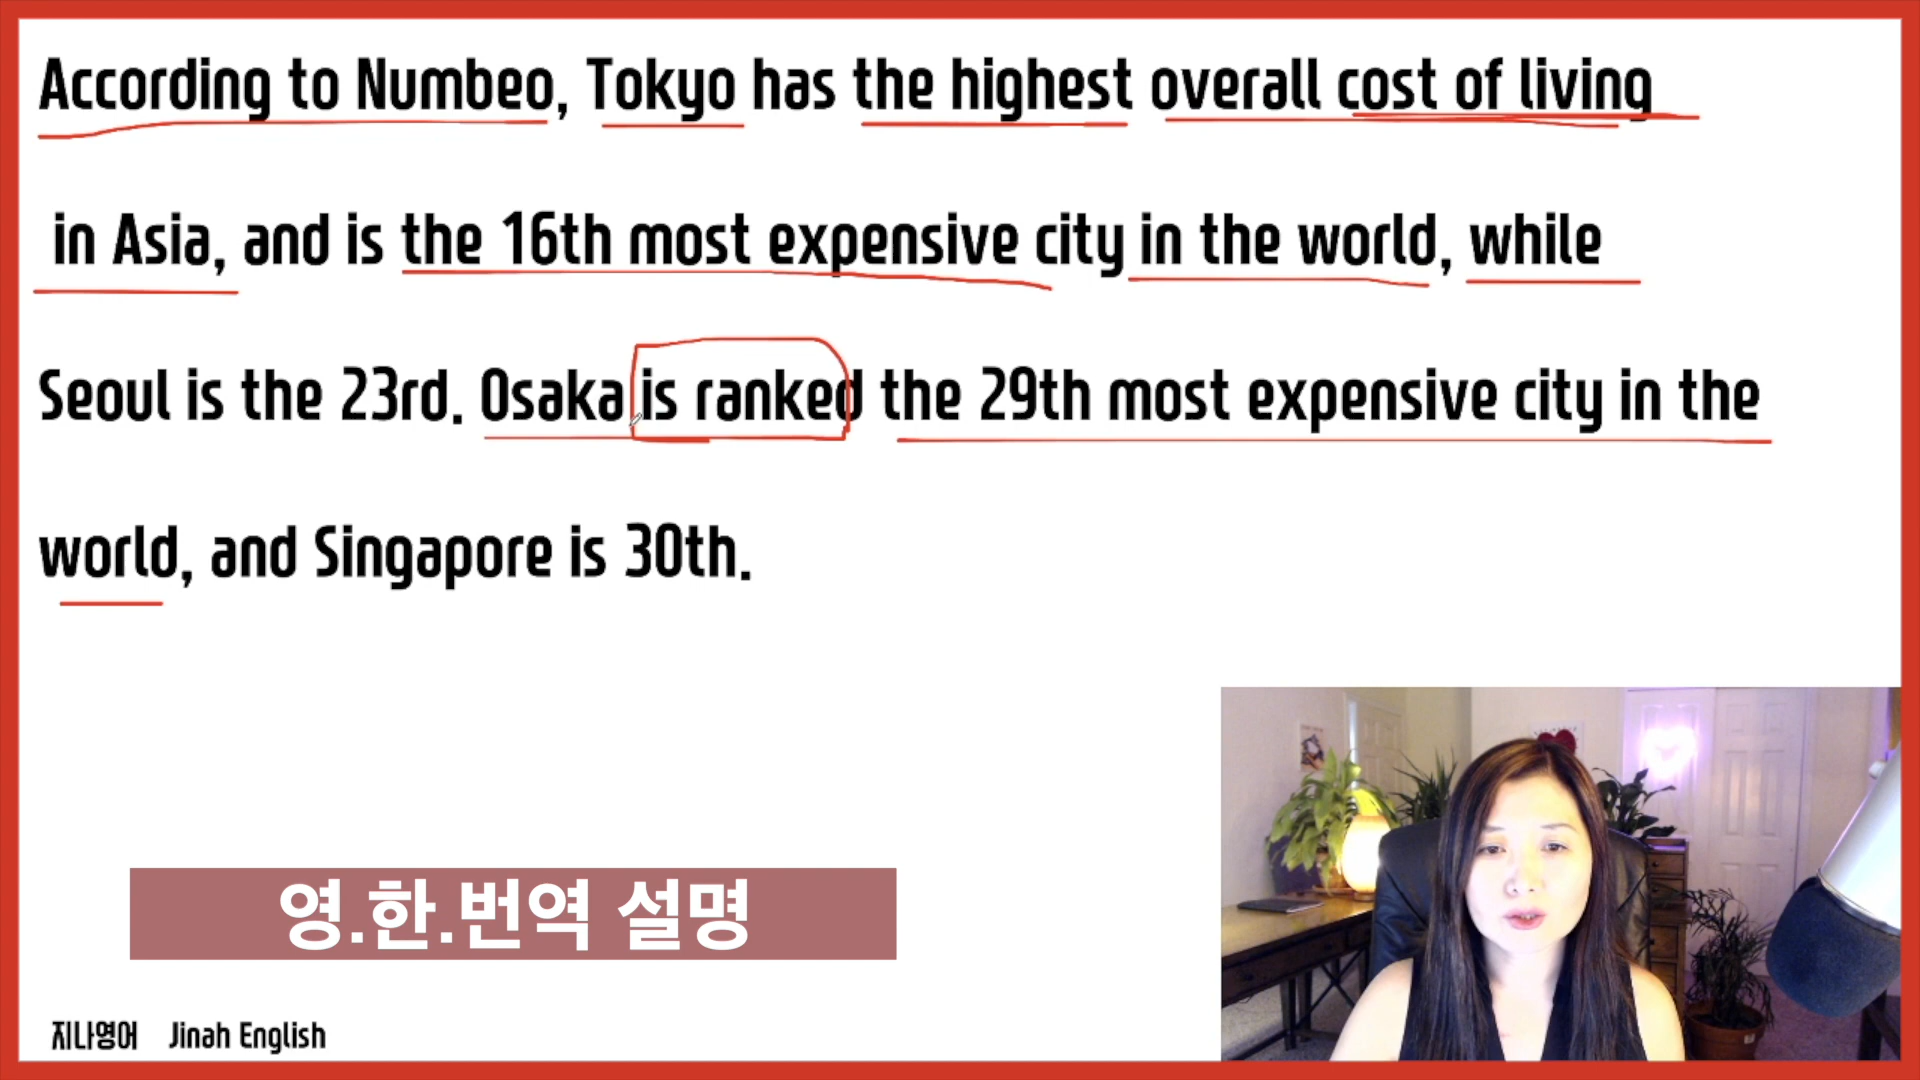 According to Numbeo, Tokyo has the highest overall cost of living
in Asia, and is the 16th most expensive city in the world, while
Seoul is the 23rd. Osaka is ranked the 29th most expensive city in the
world, and Singapore is 30th.
영.한.번역 설명
지나영어 Jinah English